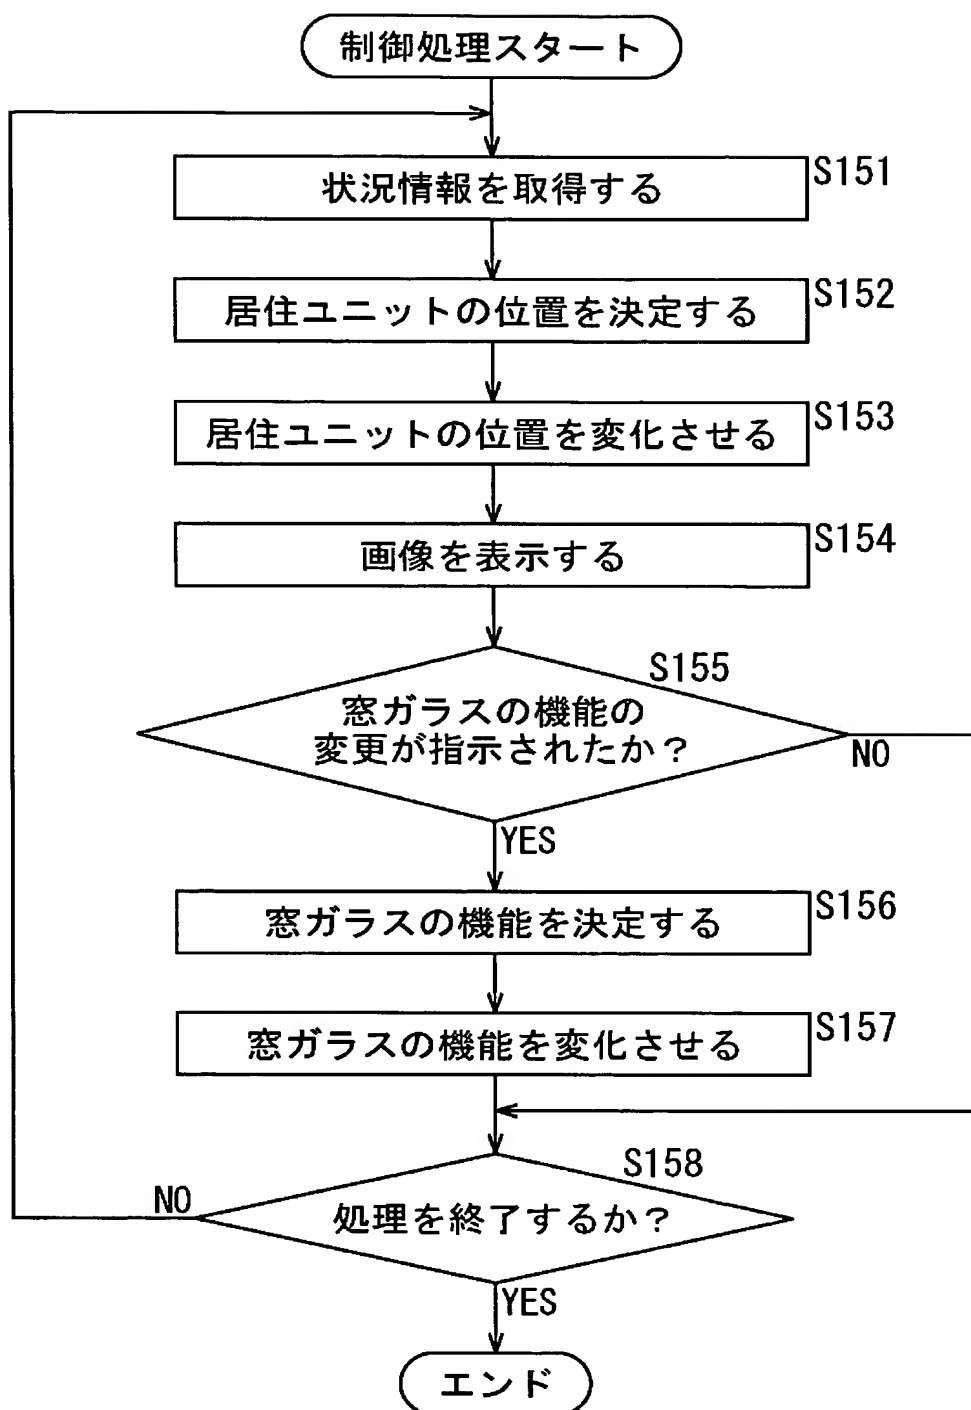 制御処理スタート
状況情報を取得する
S151
居住ユニットの位置を決定する
S152
居住ユニットの位置を変化させる
S153
画像を表示する
S154
S155
窓ガラスの機能の
変更が指示されたか？
NO
YES
窓ガラスの機能を決定する
S156
窓ガラスの機能を変化させる
S157
S158
NO
処理を終了するか？
YES
エンド